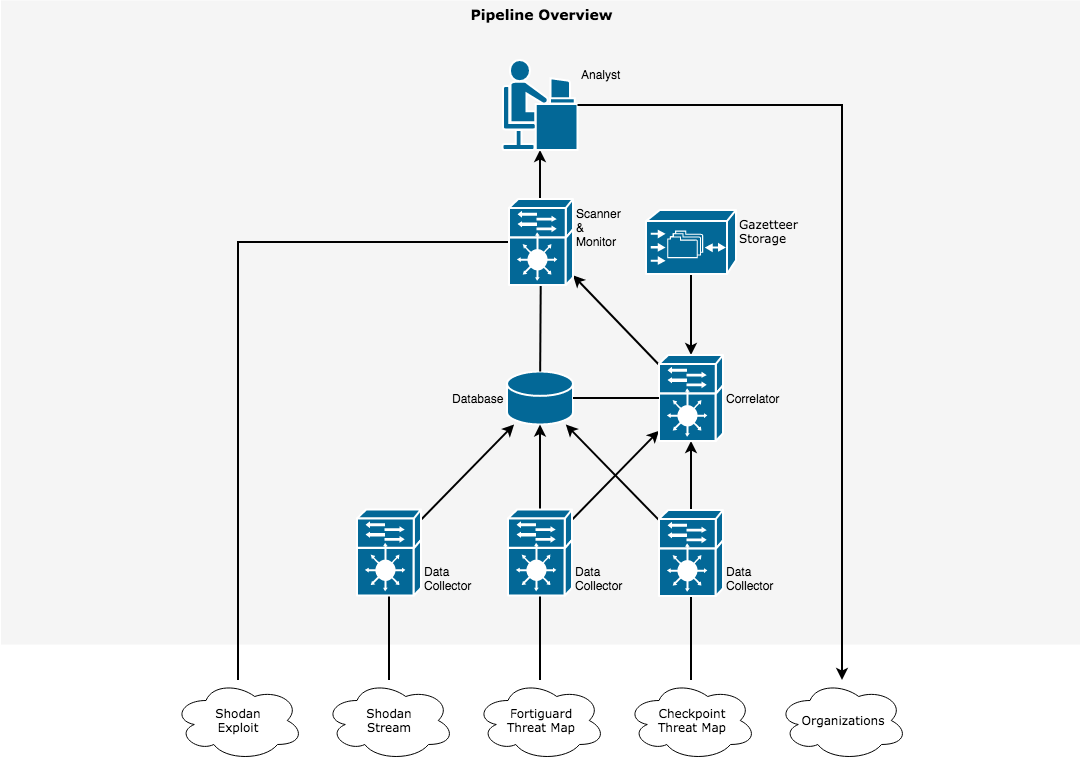 Pipeline Overview
Analyst
Scanner
&
Monitor
Gazetteer
Storage
Database
Correlator
Data
Collector
Data
Collector
Data
Collector
Shodan
Exploit
Shodan
Stream
Fortiguard
Threat Map
Checkpoint
Threat Map
Organizations